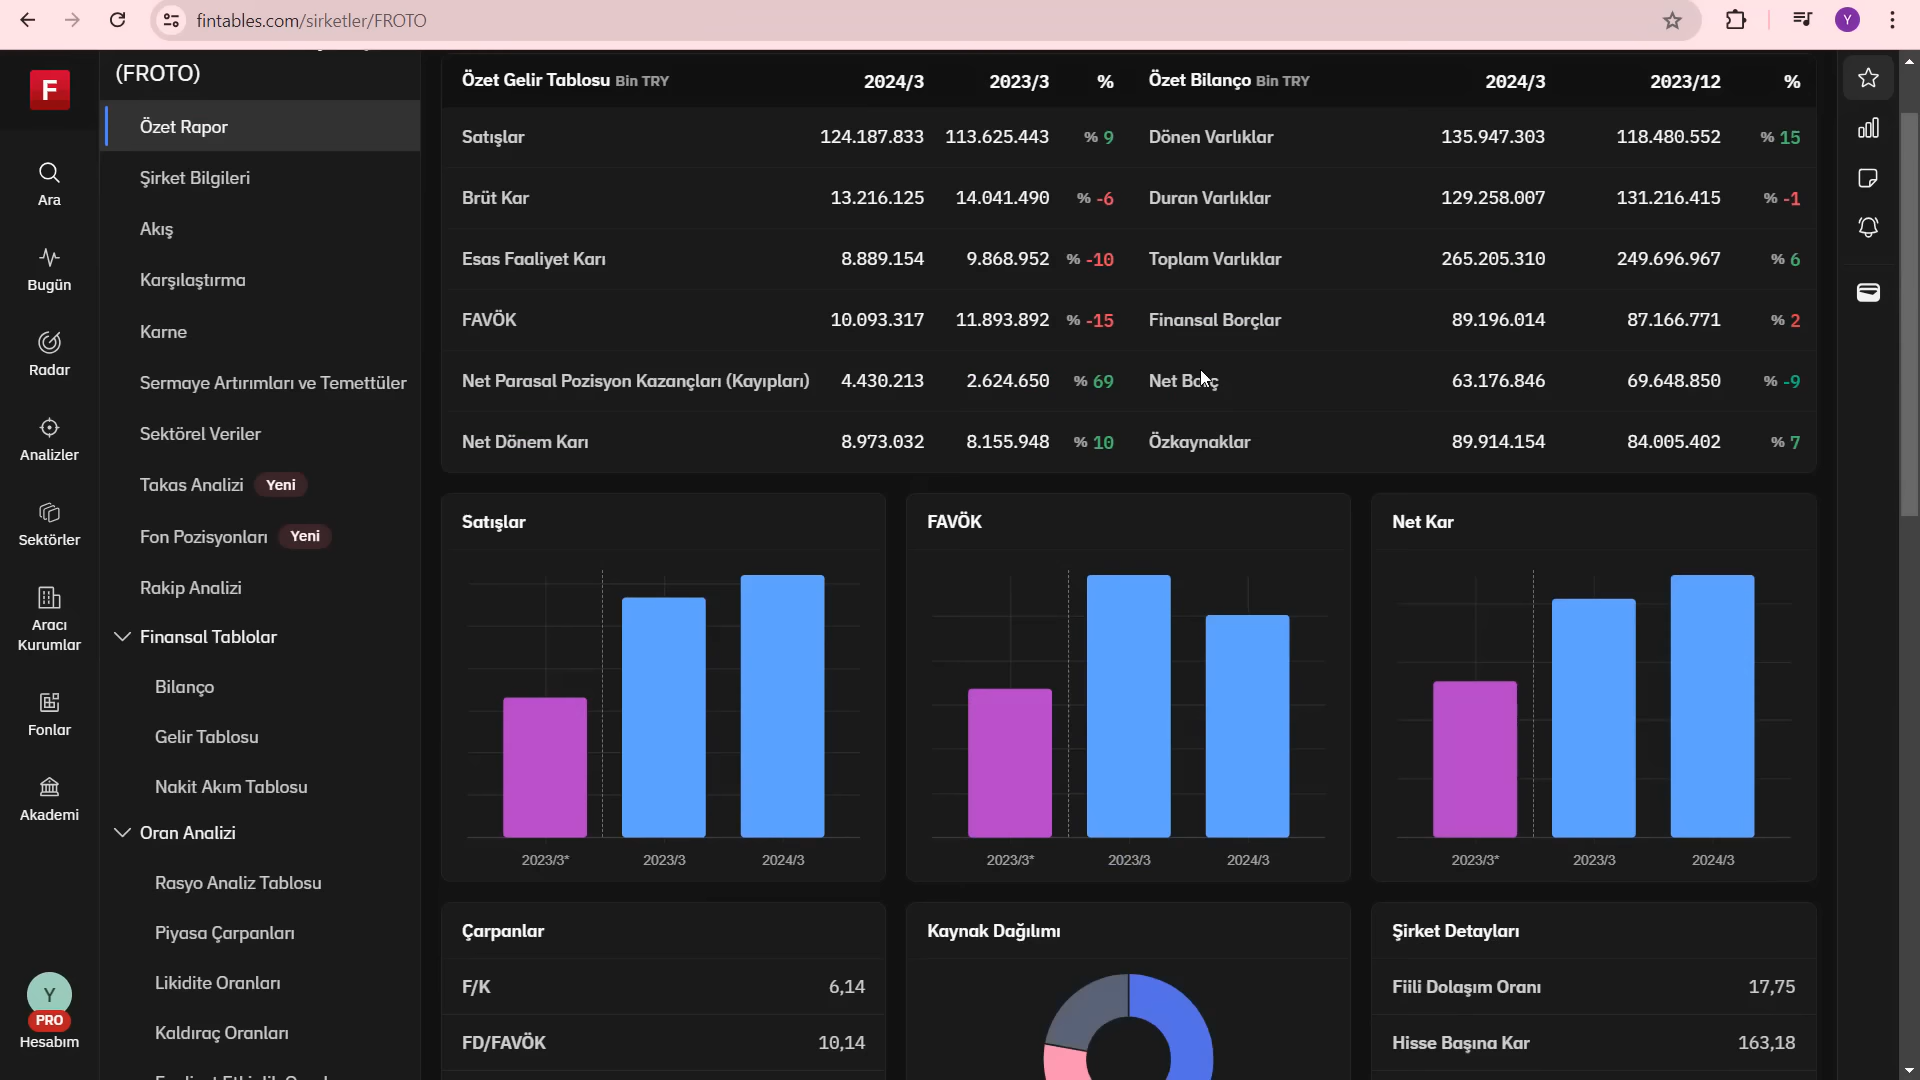 fintables.com/sirketler/FROTO
Y
F
Ara
Bugün
Radar
Analizler
Sektörler
Aracı
Kurumlar
Fonlar
Akademi
Y
PRO
Hesabım
(FROTO)
Özet Rapor
Şirket Bilgileri
Akış
Karşılaştırma
Karne
Sermaye Artırımları ve Temettüler
Sektörel Veriler
Takas Analizi Yeni
Fon Pozisyonları Yeni
Rakip Analizi
Finansal Tablolar
Bilanço
Gelir Tablosu
Nakit Akım Tablosu
Oran Analizi
Rasyo Analiz Tablosu
Piyasa Çarpanları
Likidite Oranları
Kaldıraç Oranları
Özet Gelir Tablosu Bin TRY 2024/3 2023/3 % Özet Bilanço Bin TRY 2024/3 2023/12 %
Satışlar 124.187.833 113.625.443 % 9 Dönen Varlıklar 135.947.303 118.480.552 % 15
Brüt Kar 13.216.125 14.041.490 % -6 Duran Varlıklar 129.258.007 131.216.415 % -1
Esas Faaliyet Karı 8.889.154 9.868.952 % -10 Toplam Varlıklar 265.205.310 249.696.967 % 6
FAVÖK 10.093.317 11.893.892 % -15 Finansal Borçlar 89.196.014 87.166.771 % 2
Net Parasal Pozisyon Kazançları (Kayıpları) 4.430.213 2.624.650 % 69 Net Borç 63.176.846 69.648.850 % -9
Net Dönem Karı 8.973.032 8.155.948 % 10 Özkaynaklar 89.914.154 84.005.402 % 7
Satışlar
2023/3* 2023/3 2024/3
FAVÖK
2023/3* 2023/3 2024/3
Net Kar
2023/3* 2023/3 2024/3
Çarpanlar
F/K 6,14
FD/FAVÖK 10,14
Kaynak Dağılımı
Şirket Detayları
Fiili Dolaşım Oranı 17,75
Hisse Başına Kar 163,18